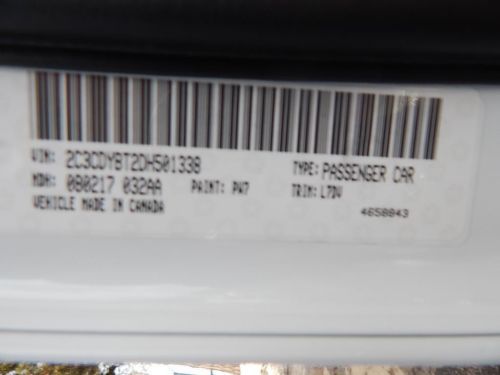 VIN: 2C3CDYBT2DH501338 TYPE: PASSENGER CAR
MDH: 080217 032AA PAINT: PW7 TRIM: L7DV
VEHICLE MADE IN CANADA 4658843